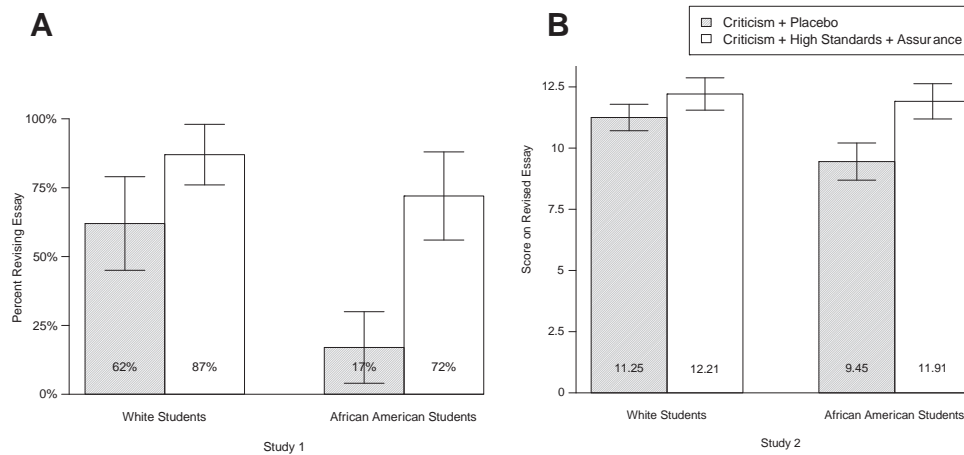 A
B
Criticism + Placebo
Criticism + High Standards + Assurance
Percent Revising Essay
100%
75%
50%
25%
0%
62%
87%
17%
72%
White Students
African American Students
Study 1
Score on Revised Essay
12.5
10
7.5
5
2.5
0
11.25
12.21
9.45
11.91
White Students
African American Students
Study 2